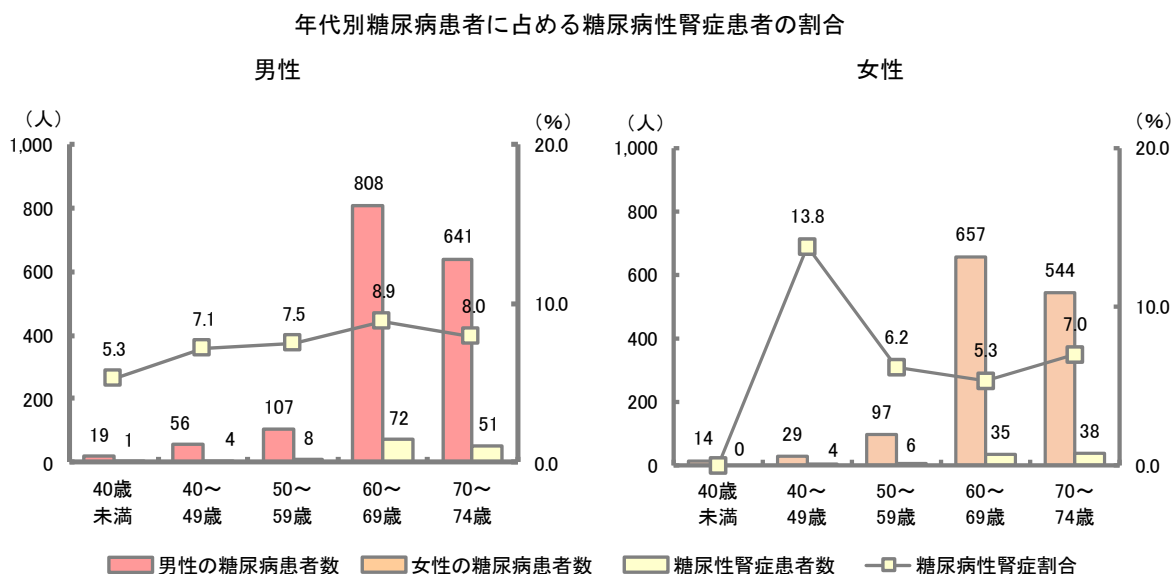 年代別糖尿病患者に占める糖尿病性腎症患者の割合
男性
（人）
（%）
1,000
800
600
400
200
0
20.0
10.0
0.0
19
1
56
4
107
8
808
72
641
51
5.3
7.1
7.5
8.9
8.0
40歳
未満
40～
49歳
50～
59歳
60～
69歳
70～
74歳
女性
（人）
（%）
1,000
800
600
400
200
0
20.0
10.0
0.0
14
0
29
4
97
6
657
35
544
38
13.8
6.2
5.3
7.0
40歳
未満
40～
49歳
50～
59歳
60～
69歳
70～
74歳
男性の糖尿病患者数
女性の糖尿病患者数
糖尿性腎症患者数
糖尿病性腎症割合